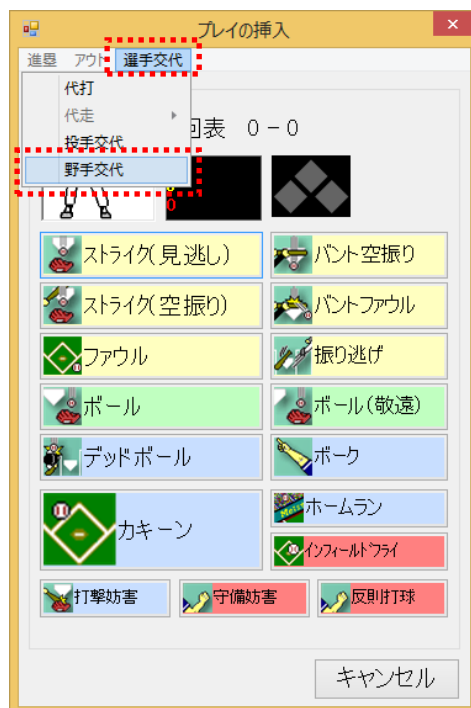 プレイの挿入
進塁 アウト 選手交代
代打
代走
投手交代
野手交代
回表 0-0
0
ストライク(見逃し)
バント空振り
ストライク(空振り)
バントファウル
ファウル
振り逃げ
ボール
ボール(敬遠)
デッドボール
ボーク
カキーン
ホームラン
インフィールドフライ
打撃妨害
守備妨害
反則打球
キャンセル